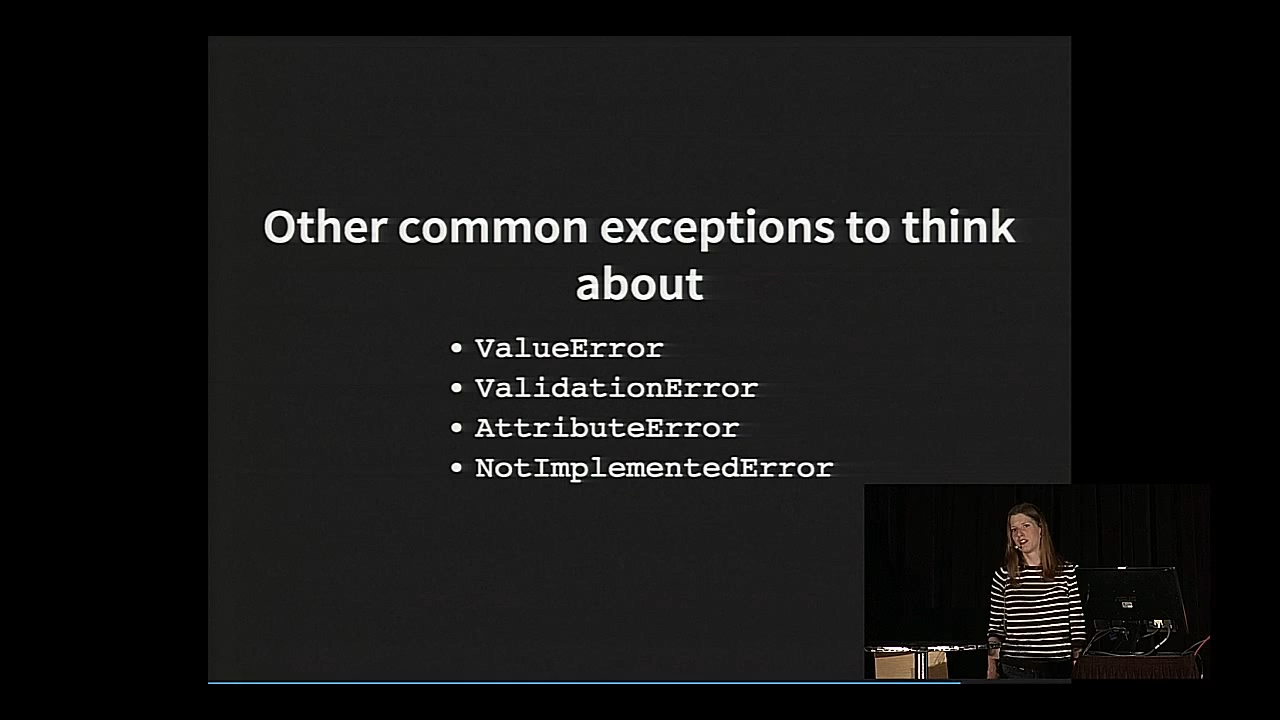 Other common exceptions to think
about
• ValueError
• ValidationError
• AttributeError
• NotImplementedError